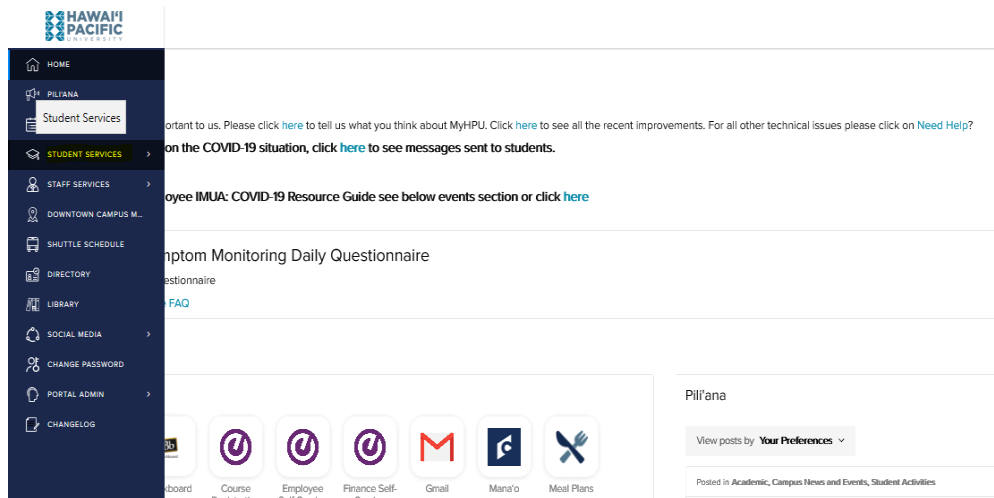 HAWAI'I
PACIFIC
UNIVERSITY
HOME
PILI'ANA
Student Services
STUDENT SERVICES
STAFF SERVICES
DOWNTOWN CAMPUS M...
SHUTTLE SCHEDULE
DIRECTORY
LIBRARY
SOCIAL MEDIA
CHANGE PASSWORD
PORTAL ADMIN
CHANGELOG
ortant to us. Please click here to tell us what you think about MyHPU. Click here to see all the recent improvements. For all other technical issues please click on Need Help?
on the COVID-19 situation, click here to see messages sent to students.
oyee IMUA: COVID-19 Resource Guide see below events section or click here
nptom Monitoring Daily Questionnaire
estionnaire
FAQ
kboard
Course
Employee
Finance Self-
Gmail
Mana'o
Meal Plans
Pili'ana
View posts by Your Preferences
Posted in Academic, Campus News and Events, Student Activities